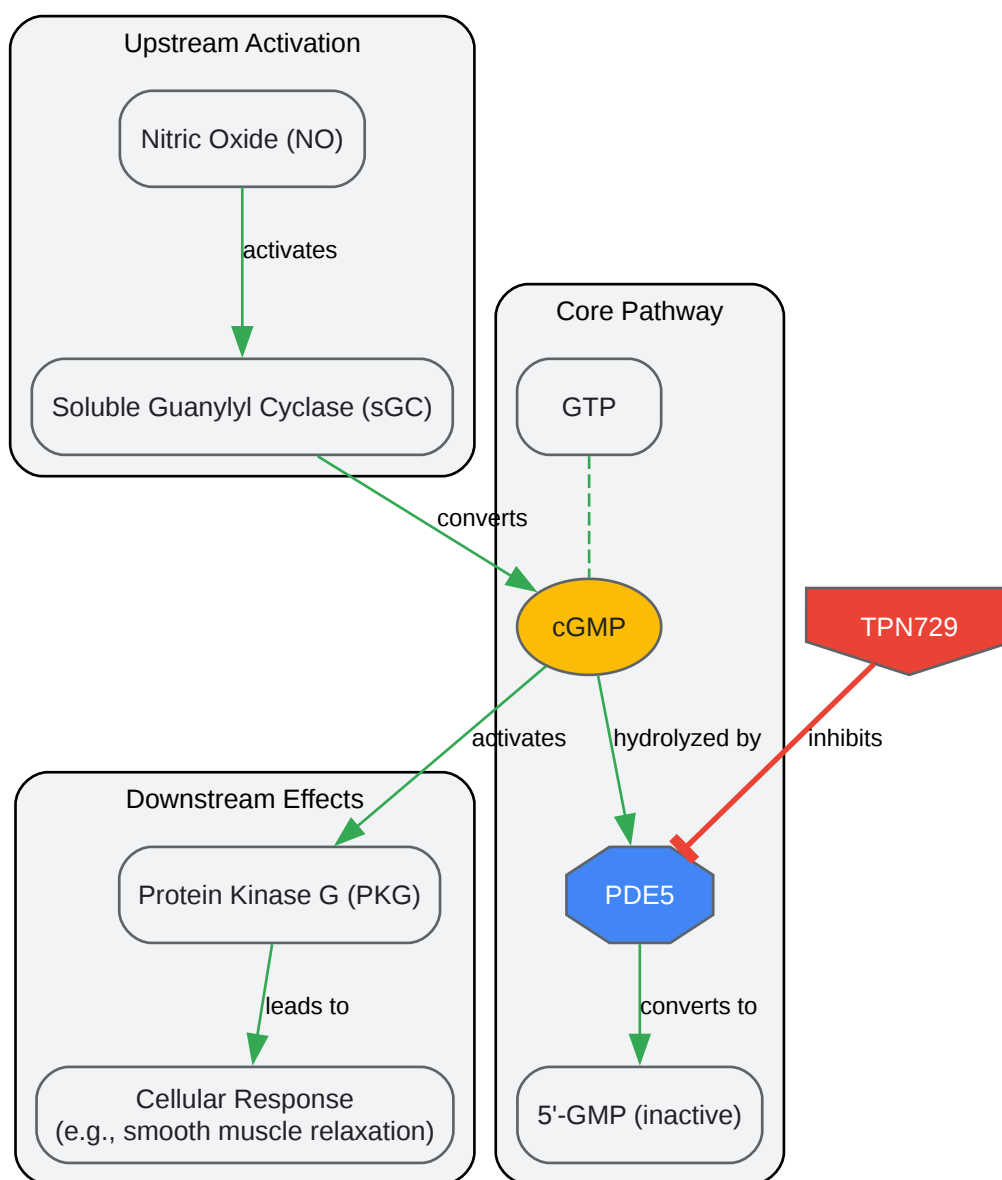 Upstream Activation
Nitric Oxide (NO)
activates
Soluble Guanylyl Cyclase (sGC)
converts
Core Pathway
GTP
cGMP
TPN729
activates
hydrolyzed by
inhibits
Downstream Effects
Protein Kinase G (PKG)
PDE5
leads to
converts to
Cellular Response
(e.g., smooth muscle relaxation)
5'-GMP (inactive)